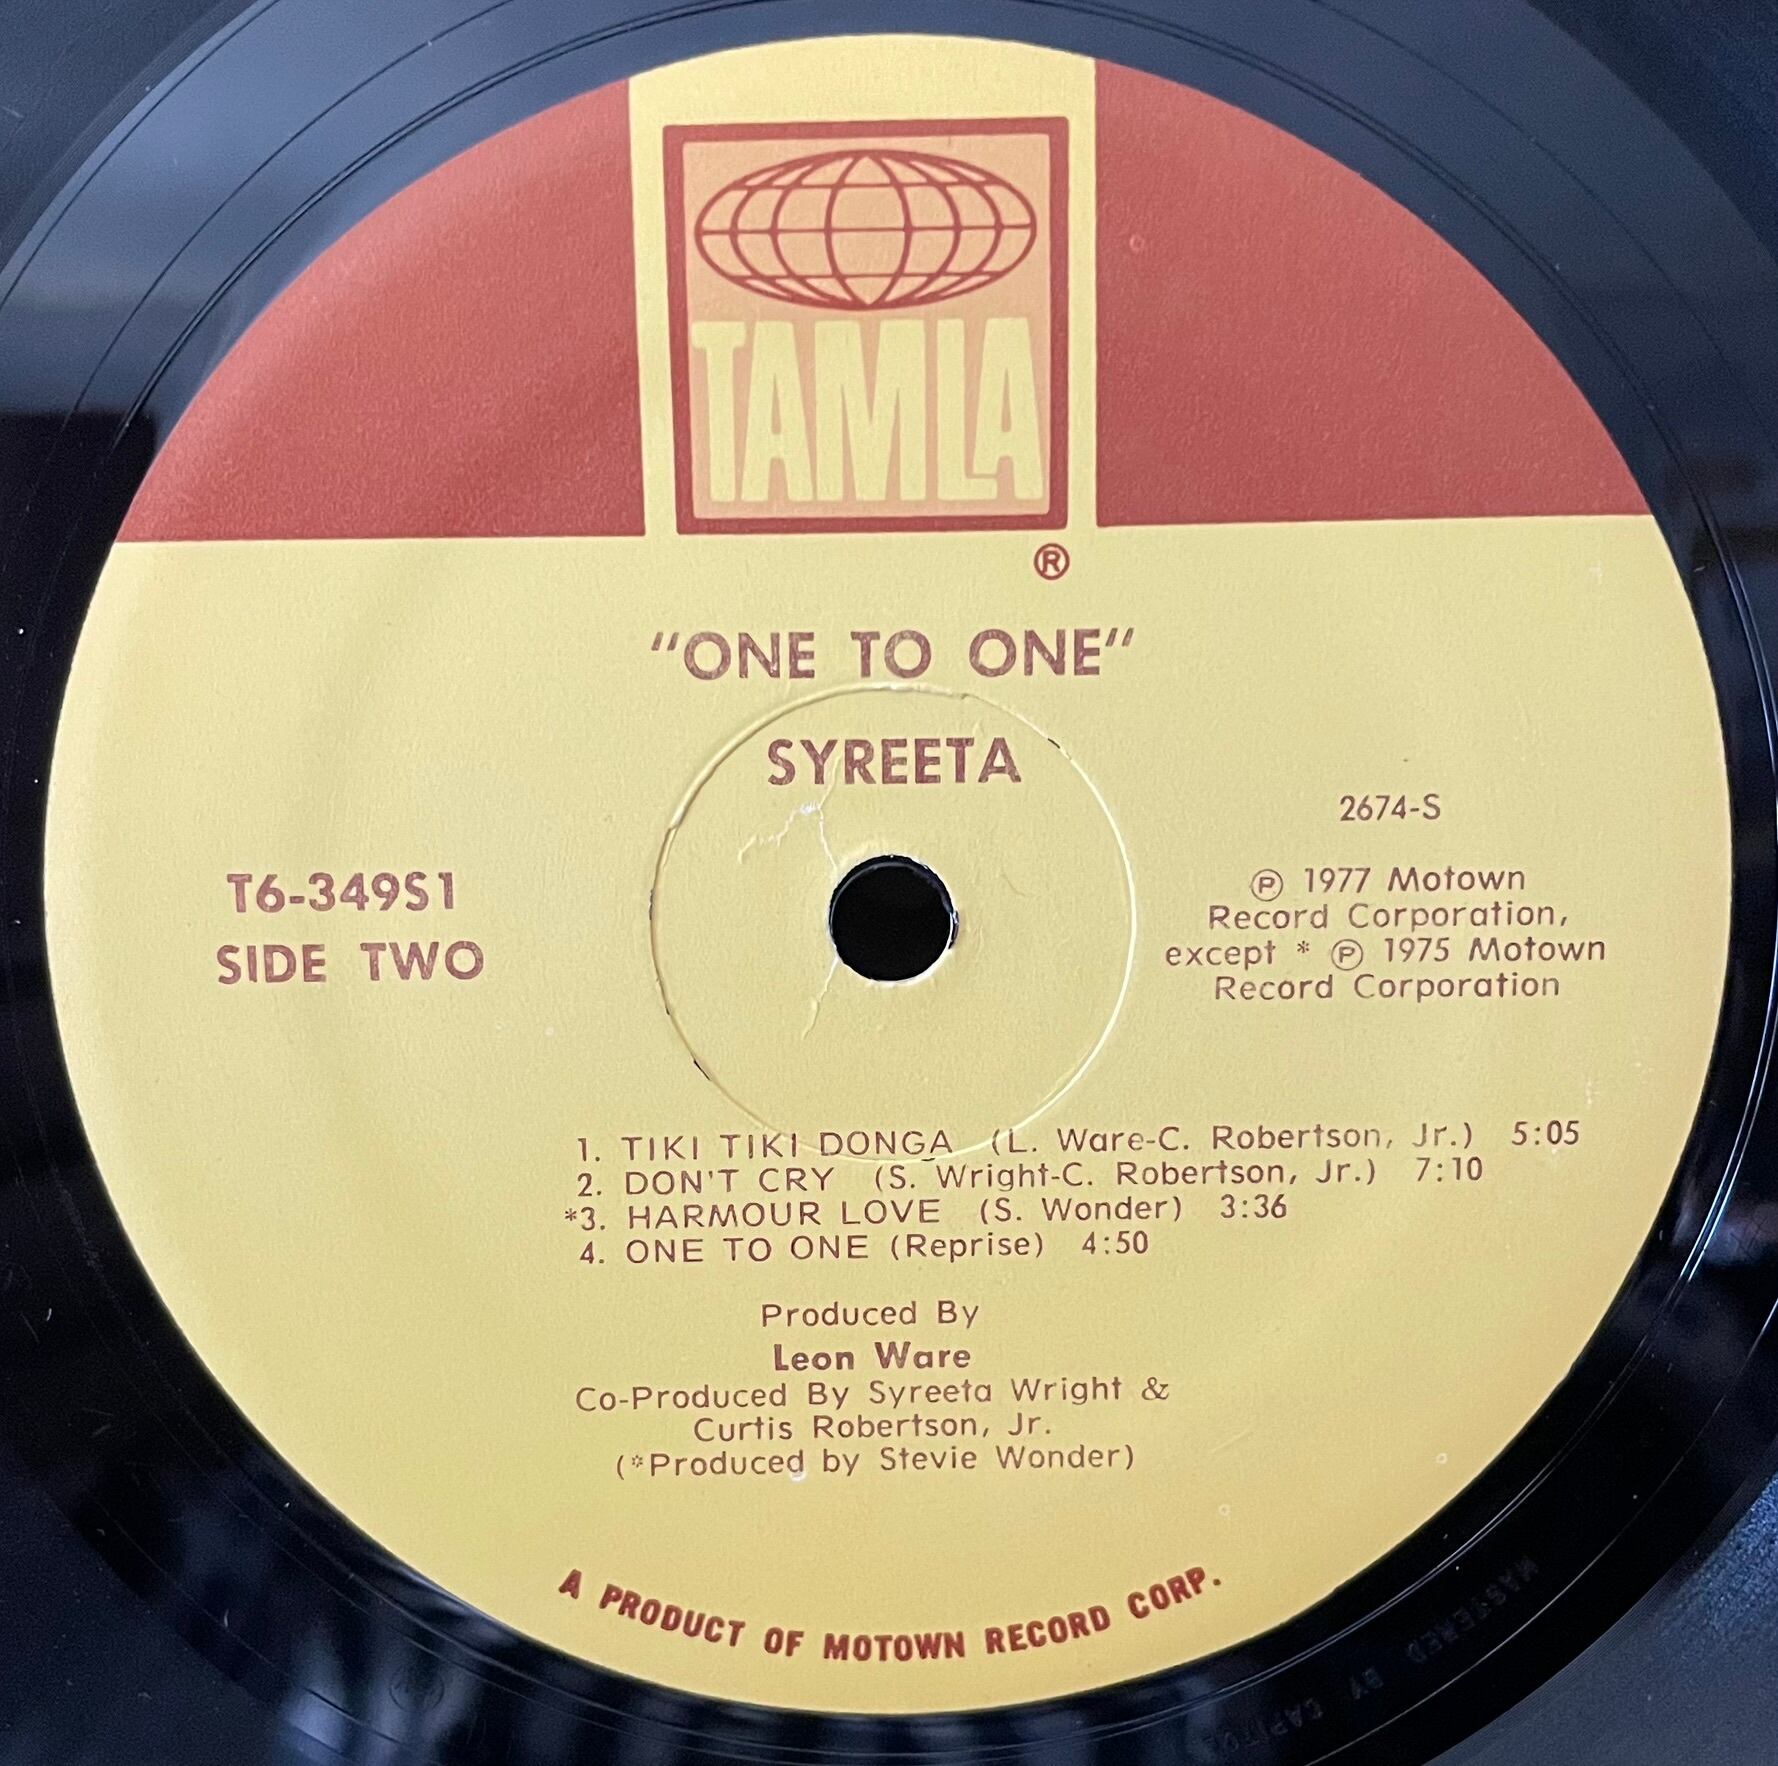 TAMLA
®
"ONE TO ONE"
SYREETA
2674-S
T6-349S1
SIDE TWO
℗ 1977 Motown
Record Corporation,
except * ℗ 1975 Motown
Record Corporation
1. TIKI TIKI DONGA (L. Ware-C. Robertson, Jr.) 5:05
2. DON'T CRY (S. Wright-C. Robertson, Jr.) 7:10
*3. HARMOUR LOVE (S. Wonder) 3:36
4. ONE TO ONE (Reprise) 4:50
Produced By
Leon Ware
Co-Produced By Syreeta Wright &
Curtis Robertson, Jr.
(*Produced by Stevie Wonder)
A PRODUCT OF MOTOWN RECORD CORP.
MASTERED BY CAPITOL